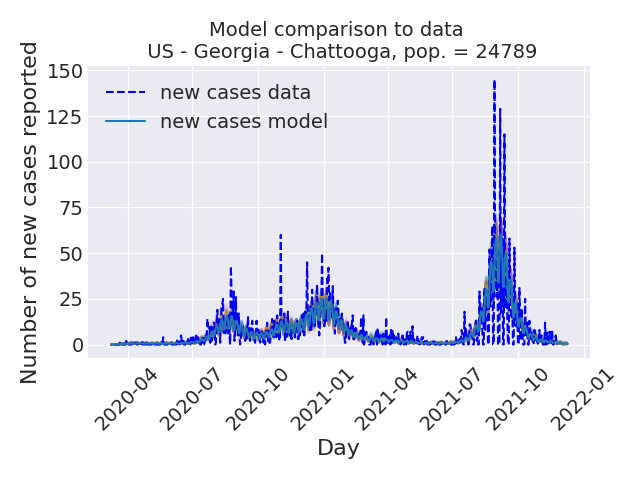 Model comparison to data
US - Georgia - Chattooga, pop. = 24789
Number of new cases reported
150
125
100
75
50
25
0
new cases data
new cases model
2020-04
2020-07
2020-10
2021-01
2021-04
2021-07
2021-10
2022-01
Day